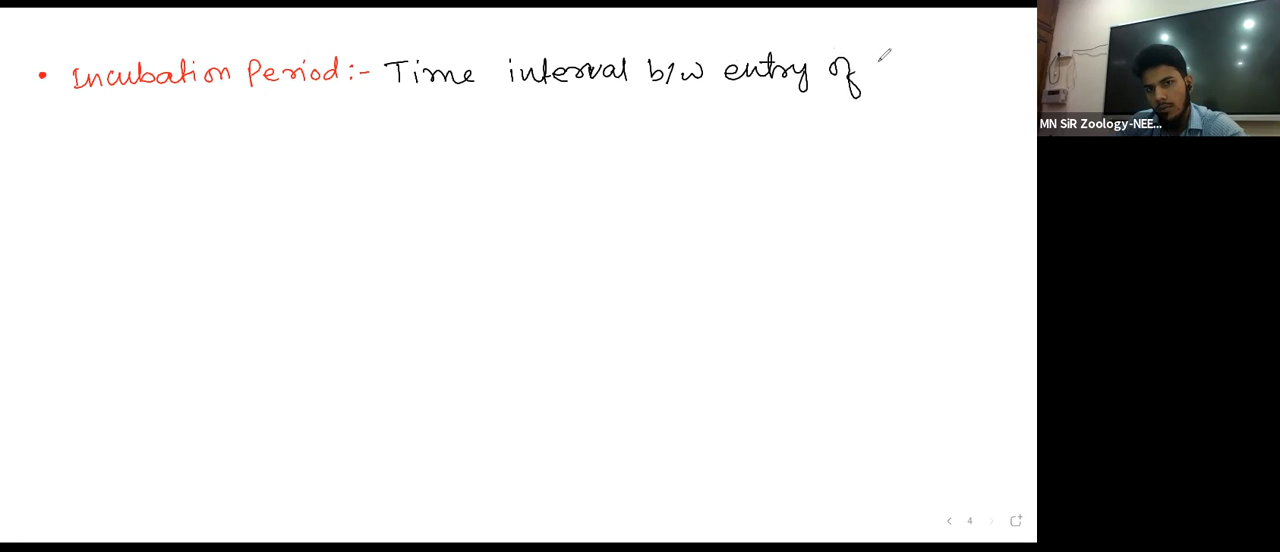 • Incubation Period:- Time interval b/w entry of
MN SiR Zoology-NEE...
4